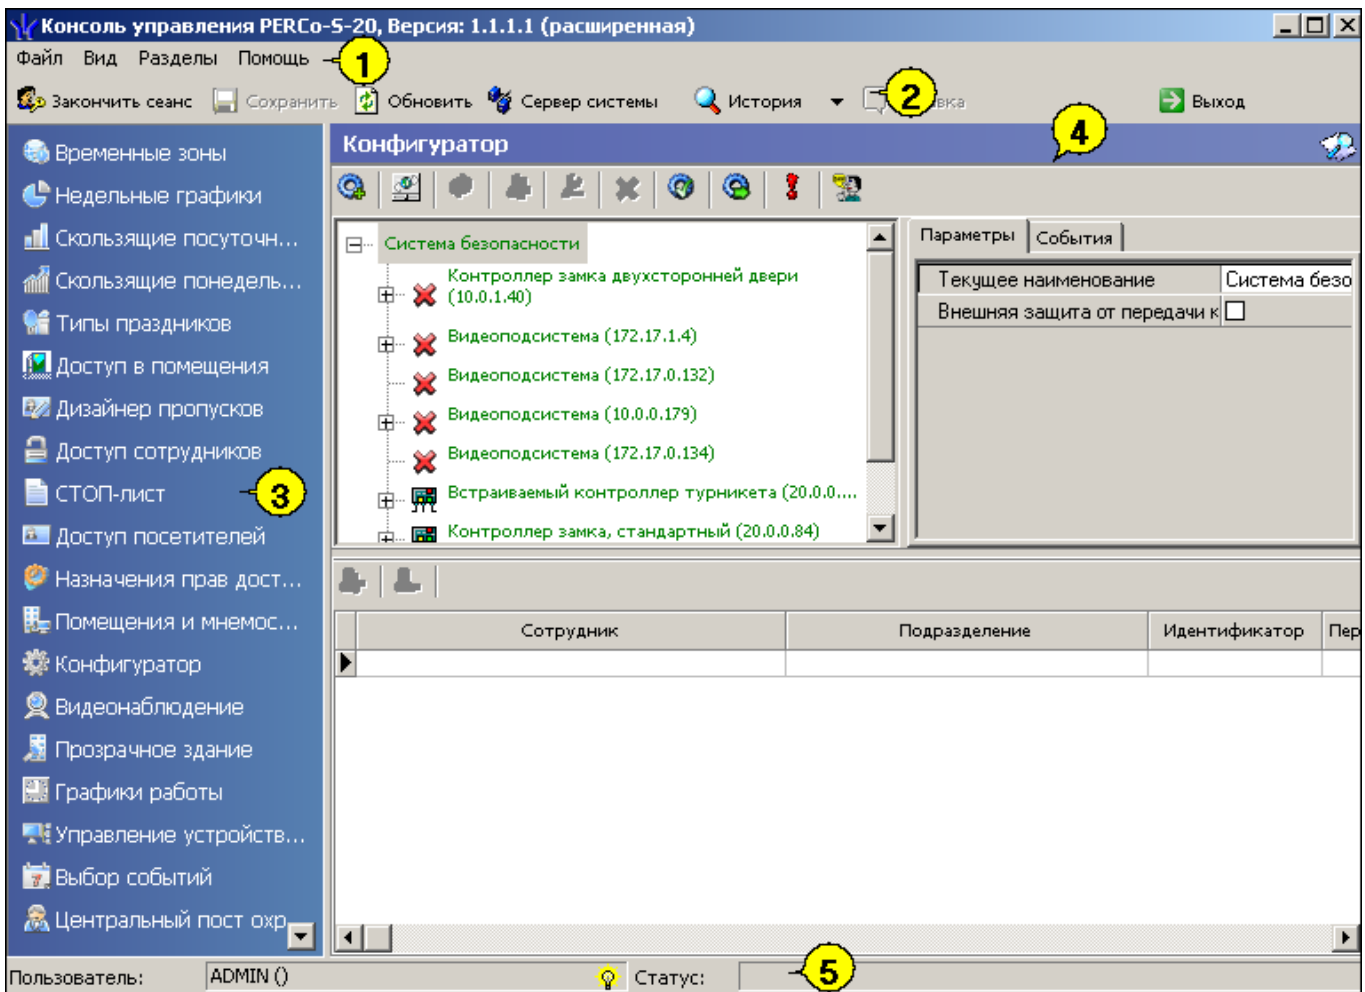 Консоль управления PERCo-S-20, Версия: 1.1.1.1 (расширенная)
Файл Вид Разделы Помощь
1
Закончить сеанс Сохранить Обновить Сервер системы История
2
Выход
Временные зоны
Недельные графики
Скользящие посуточн...
Скользящие понедель...
Типы праздников
Доступ в помещения
Дизайнер пропусков
Доступ сотрудников
СТОП-лист
3
Доступ посетителей
Назначения прав дост...
Помещения и мнемос...
Конфигуратор
Видеонаблюдение
Прозрачное здание
Графики работы
Управление устройств...
Выбор событий
Центральный пост охр
Конфигуратор
4
Система безопасности
Контроллер замка двухсторонней двери
(10.0.1.40)
Видеоподсистема (172.17.1.4)
Видеоподсистема (172.17.0.132)
Видеоподсистема (10.0.0.179)
Видеоподсистема (172.17.0.134)
Встраиваемый контроллер турникета (20.0.0....
Контроллер замка, стандартный (20.0.0.84)
Параметры События
Текущее наименование Система безо
Внешняя защита от передачи к
Сотрудник Подразделение Идентификатор Пер
Пользователь: ADMIN () Статус:
5